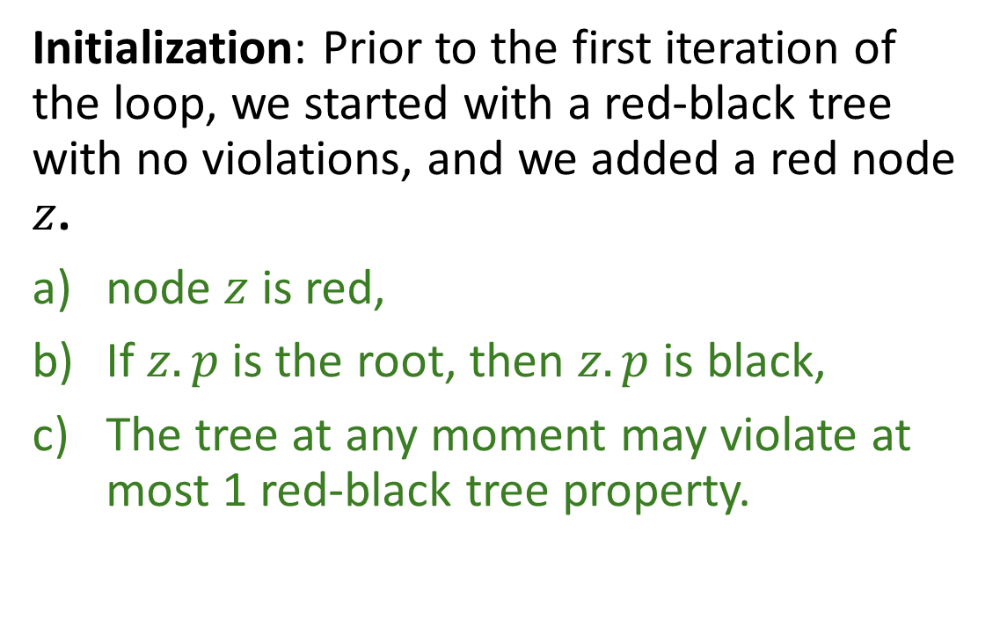 Initialization: Prior to the first iteration of
the loop, we started with a red-black tree
with no violations, and we added a red node
z.
a) node z is red,
b) If z.p is the root, then z.p is black,
c) The tree at any moment may violate at
most 1 red-black tree property.